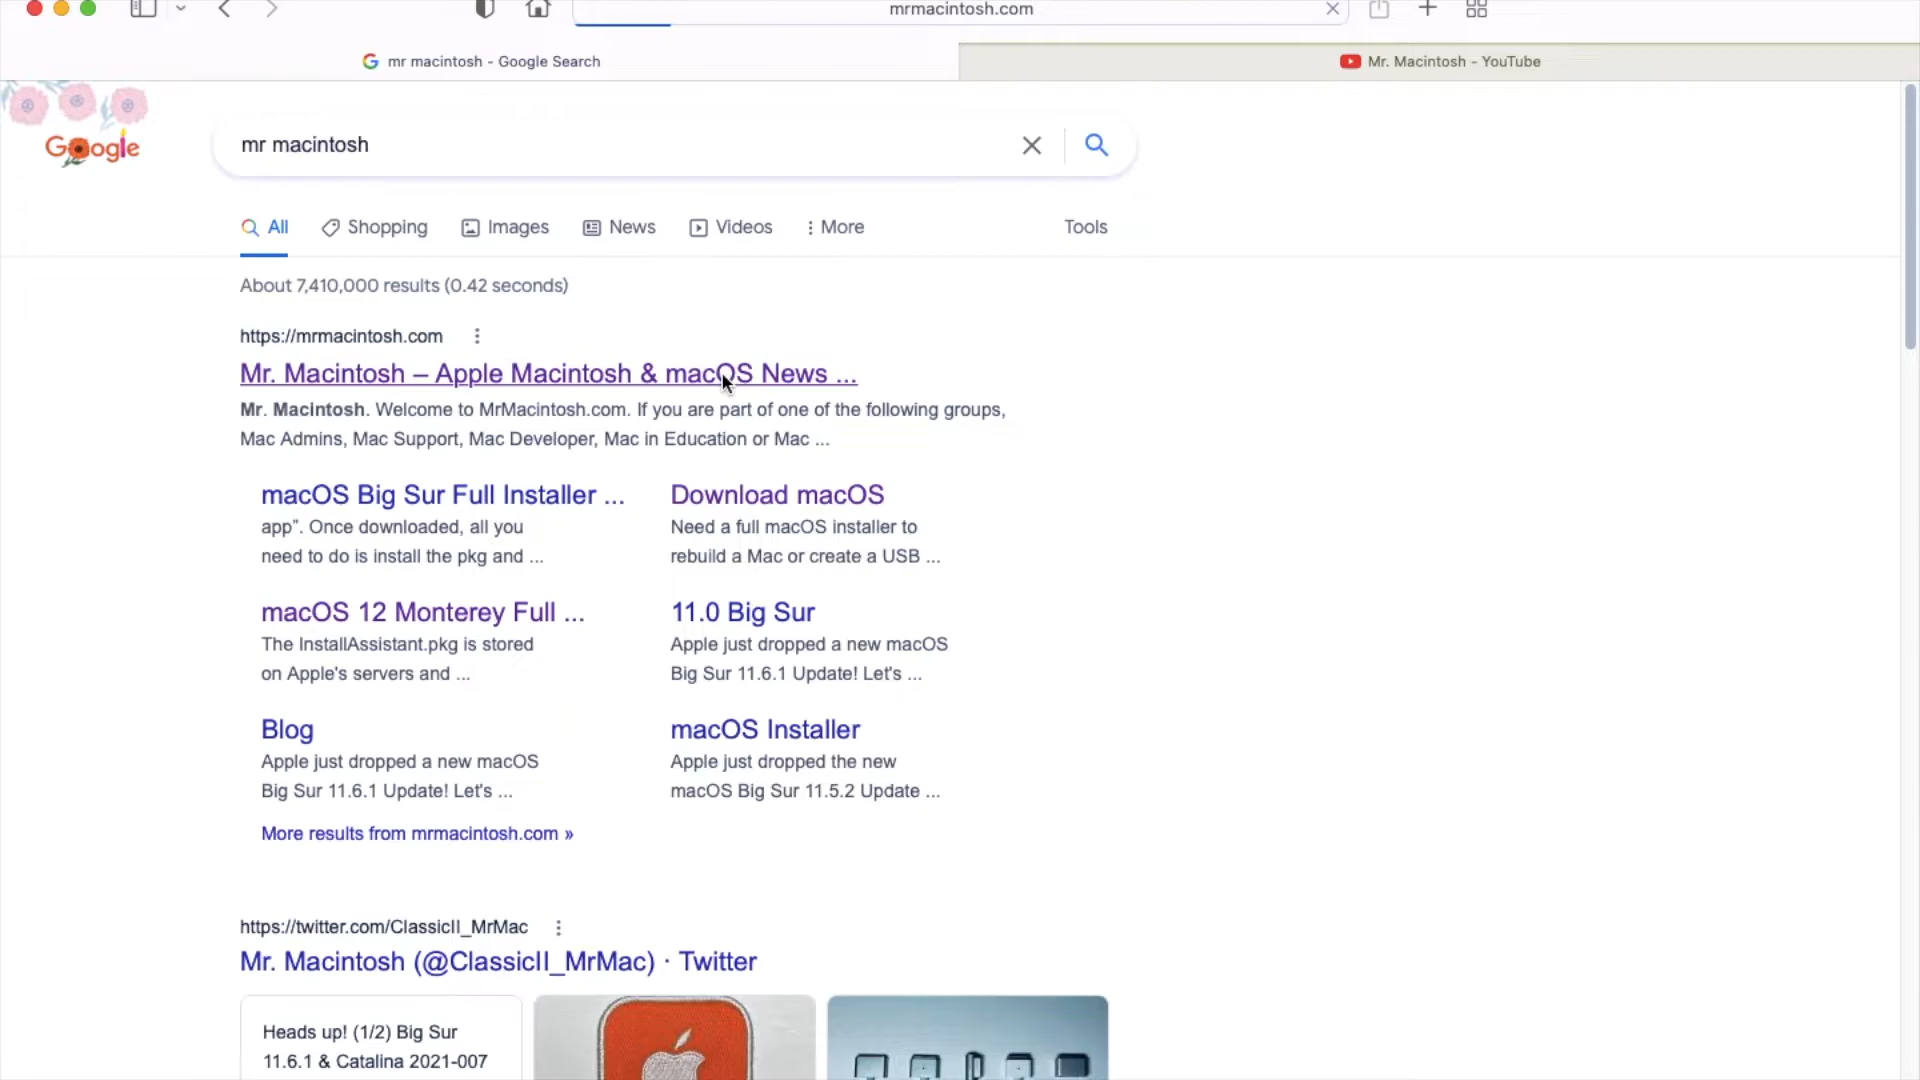 mrmacintosh.com
mr macintosh - Google Search
Mr. Macintosh - YouTube
Google
mr macintosh
All
Shopping
Images
News
Videos
More
Tools
About 7,410,000 results (0.42 seconds)
https://mrmacintosh.com
Mr. Macintosh – Apple Macintosh & macOS News ...
Mr. Macintosh. Welcome to MrMacintosh.com. If you are part of one of the following groups,
Mac Admins, Mac Support, Mac Developer, Mac in Education or Mac ...
macOS Big Sur Full Installer ...
app”. Once downloaded, all you
need to do is install the pkg and ...
Download macOS
Need a full macOS installer to
rebuild a Mac or create a USB ...
macOS 12 Monterey Full ...
The InstallAssistant.pkg is stored
on Apple's servers and ...
11.0 Big Sur
Apple just dropped a new macOS
Big Sur 11.6.1 Update! Let's ...
Blog
Apple just dropped a new macOS
Big Sur 11.6.1 Update! Let's ...
macOS Installer
Apple just dropped the new
macOS Big Sur 11.5.2 Update ...
More results from mrmacintosh.com »
https://twitter.com/ClassicII_MrMac
Mr. Macintosh (@ClassicII_MrMac) · Twitter
Heads up! (1/2) Big Sur
11.6.1 & Catalina 2021-007